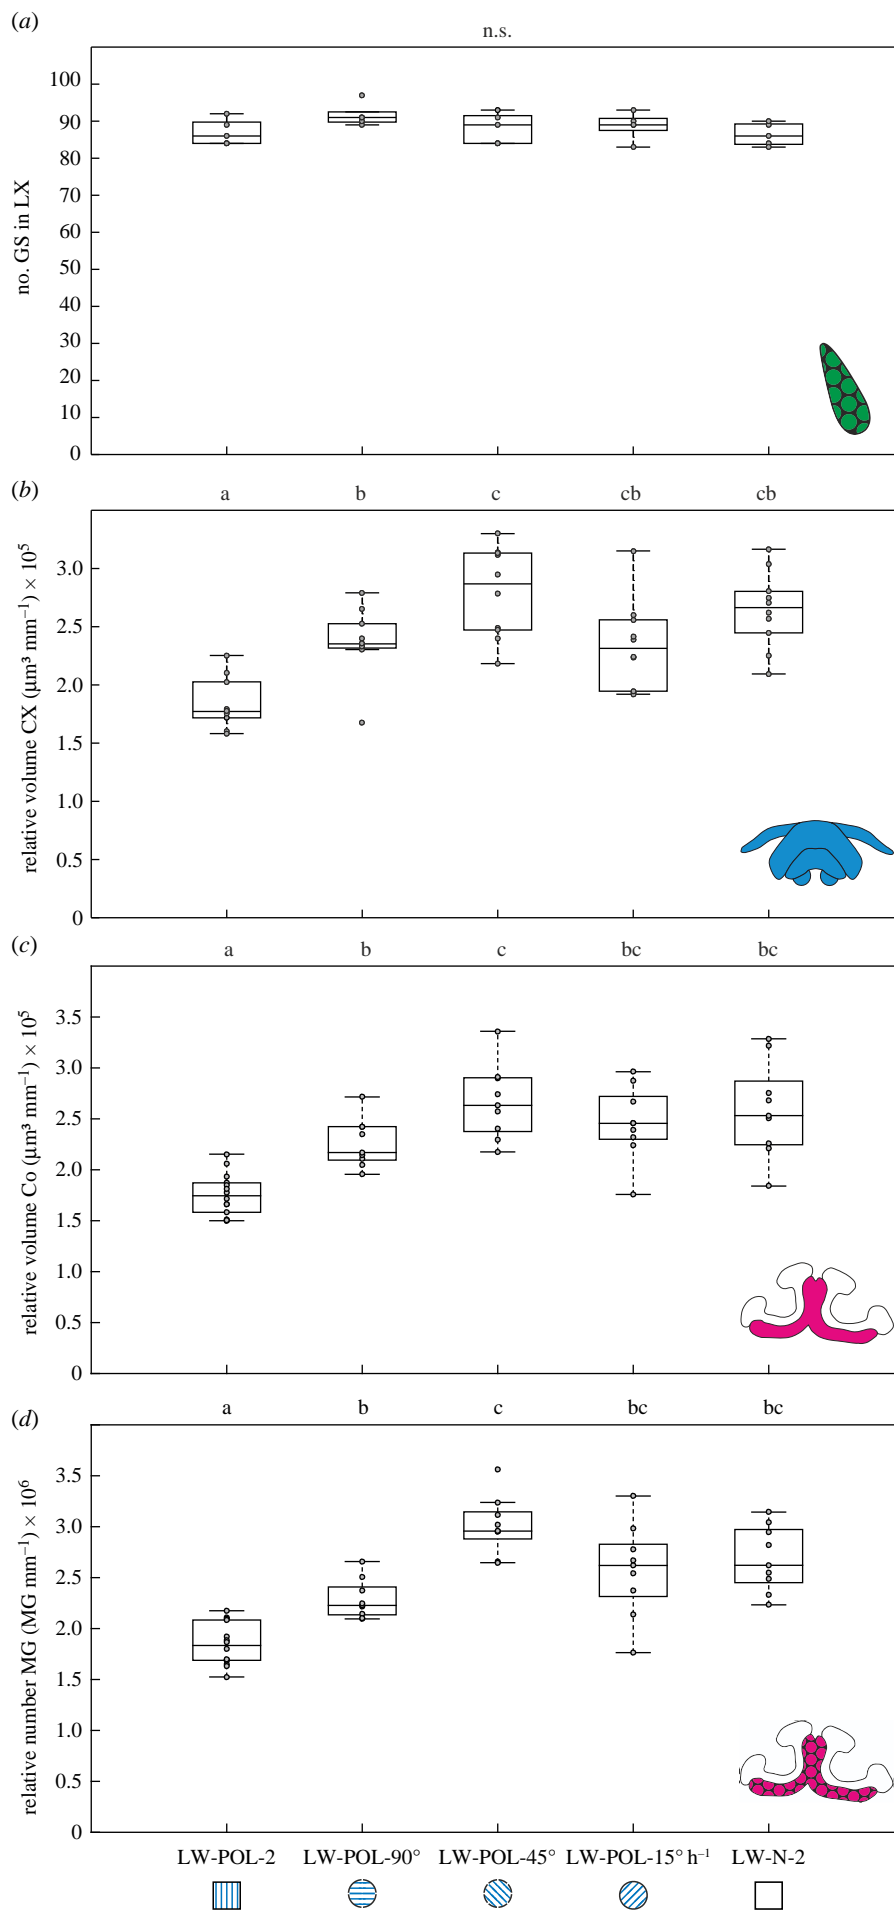 (a)
n.s.
100
90
80
70
60
50
40
30
20
10
0
no. GS in LX
(b)
a b c cb cb
3.0
2.5
2.0
1.5
1.0
0.5
0
relative volume CX (µm³ mm⁻¹) × 10⁵
(c)
a b c bc bc
3.5
3.0
2.5
2.0
1.5
1.0
0.5
0
relative volume Co (µm³ mm⁻¹) × 10⁵
(d)
a b c bc bc
3.5
3.0
2.5
2.0
1.5
1.0
0.5
0
relative number MG (MG mm⁻¹) × 10⁶
LW-POL-2 LW-POL-90° LW-POL-45° LW-POL-15° h⁻¹ LW-N-2